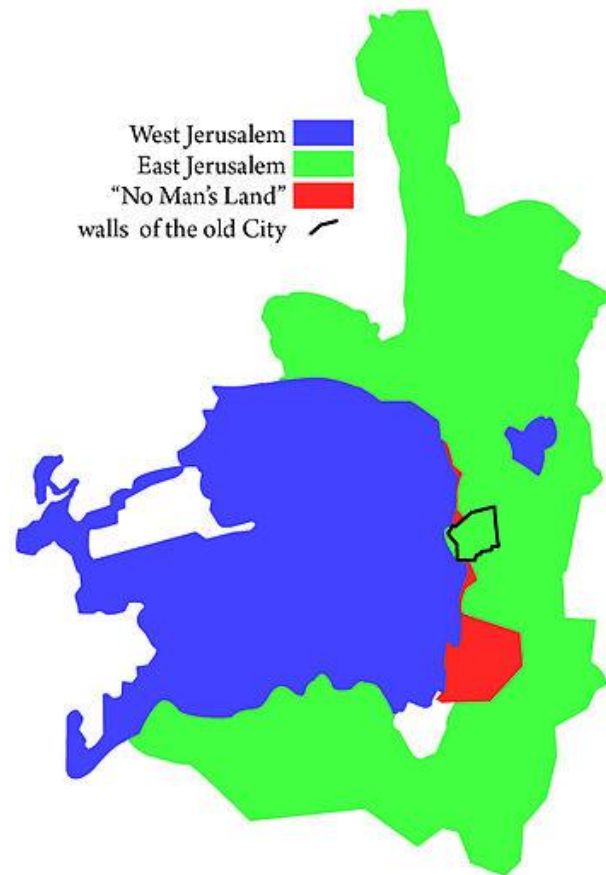 West Jerusalem
East Jerusalem
“No Man's Land”
walls of the old City